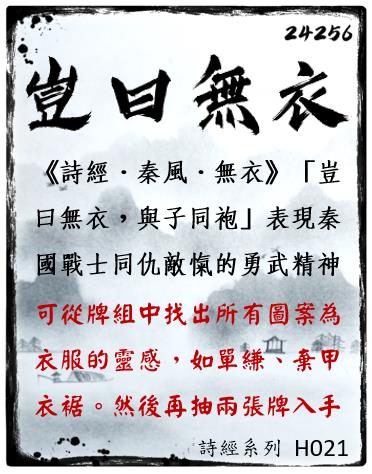 24256
豈曰無衣
《詩經．秦風．無衣》「豈
曰無衣，與子同袍」表現秦
國戰士同仇敵愾的勇武精神
可從牌組中找出所有圖案為
衣服的靈感，如單縑、棄甲
衣裾。然後再抽兩張牌入手
詩經系列 H021